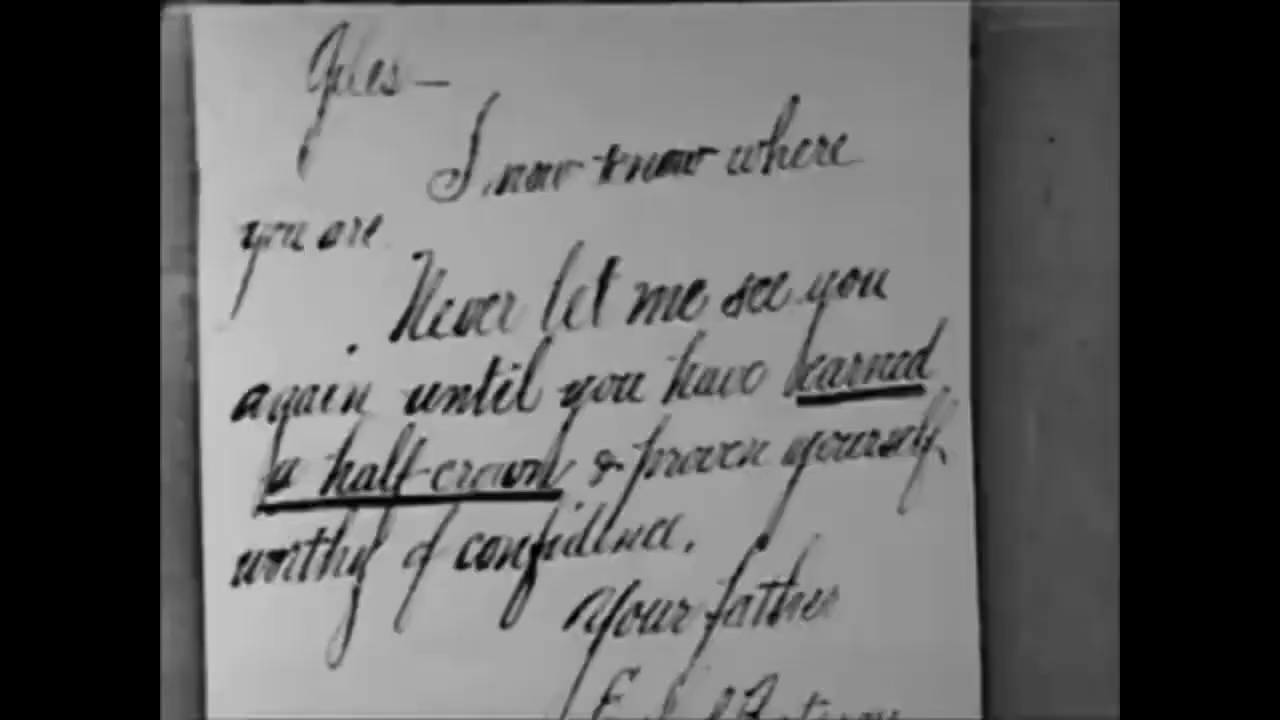 Giles—
I now know where
you are.
Never let me see you
again until you have earned
a half-crown & proven yourself
worthy of confidence.
Your father